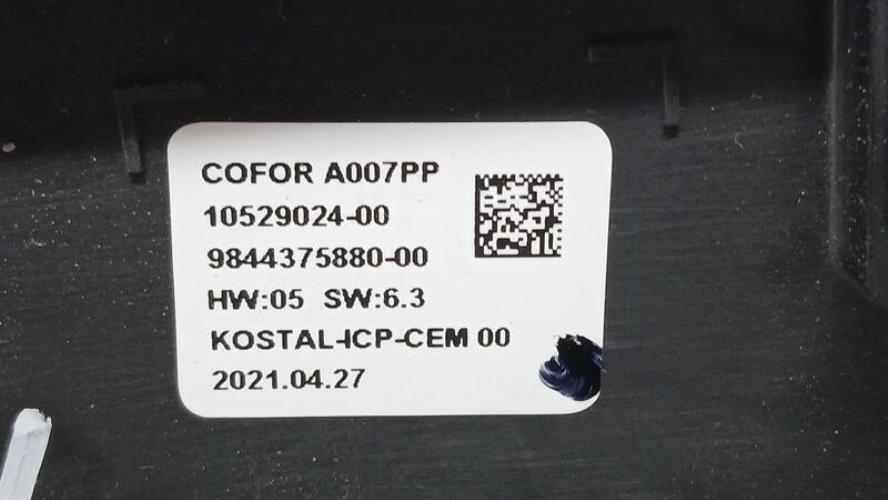 COFOR A007PP
10529024-00
9844375880-00
HW:05 SW:6.3
KOSTAL-ICP-CEM 00
2021.04.27